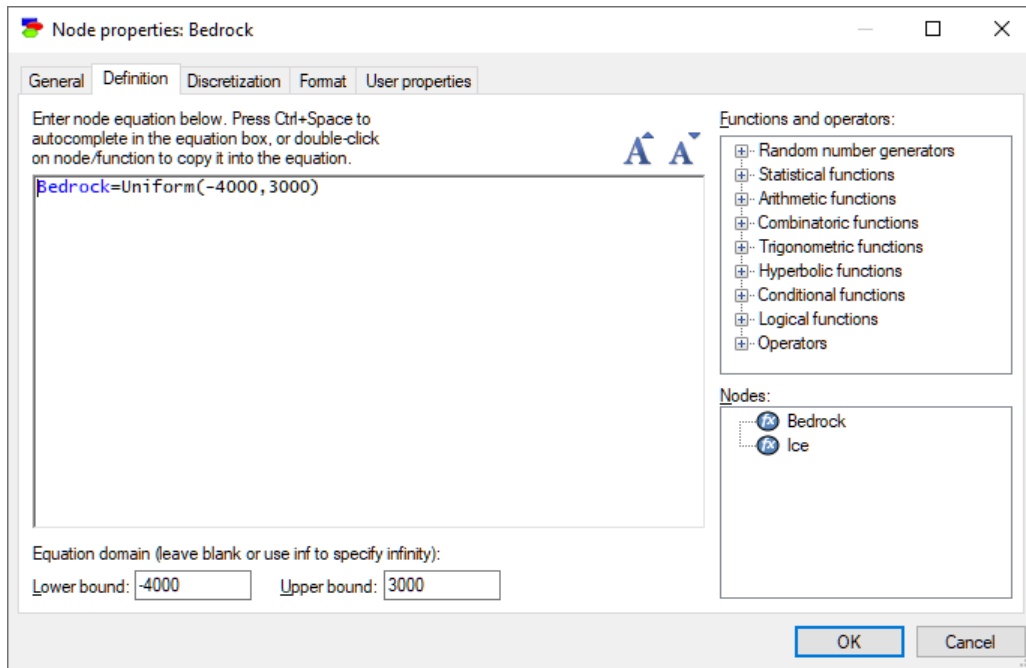 Node properties: Bedrock
General
Definition
Discretization
Format
User properties
Enter node equation below. Press Ctrl+Space to
autocomplete in the equation box, or double-click
on node/function to copy it into the equation.
A A
Bedrock=Uniform(-4000,3000)
Equation domain (leave blank or use inf to specify infinity):
Lower bound: -4000
Upper bound: 3000
Functions and operators:
Random number generators
Statistical functions
Arithmetic functions
Combinatoric functions
Trigonometric functions
Hyperbolic functions
Conditional functions
Logical functions
Operators
Nodes:
fx Bedrock
fx Ice
OK
Cancel